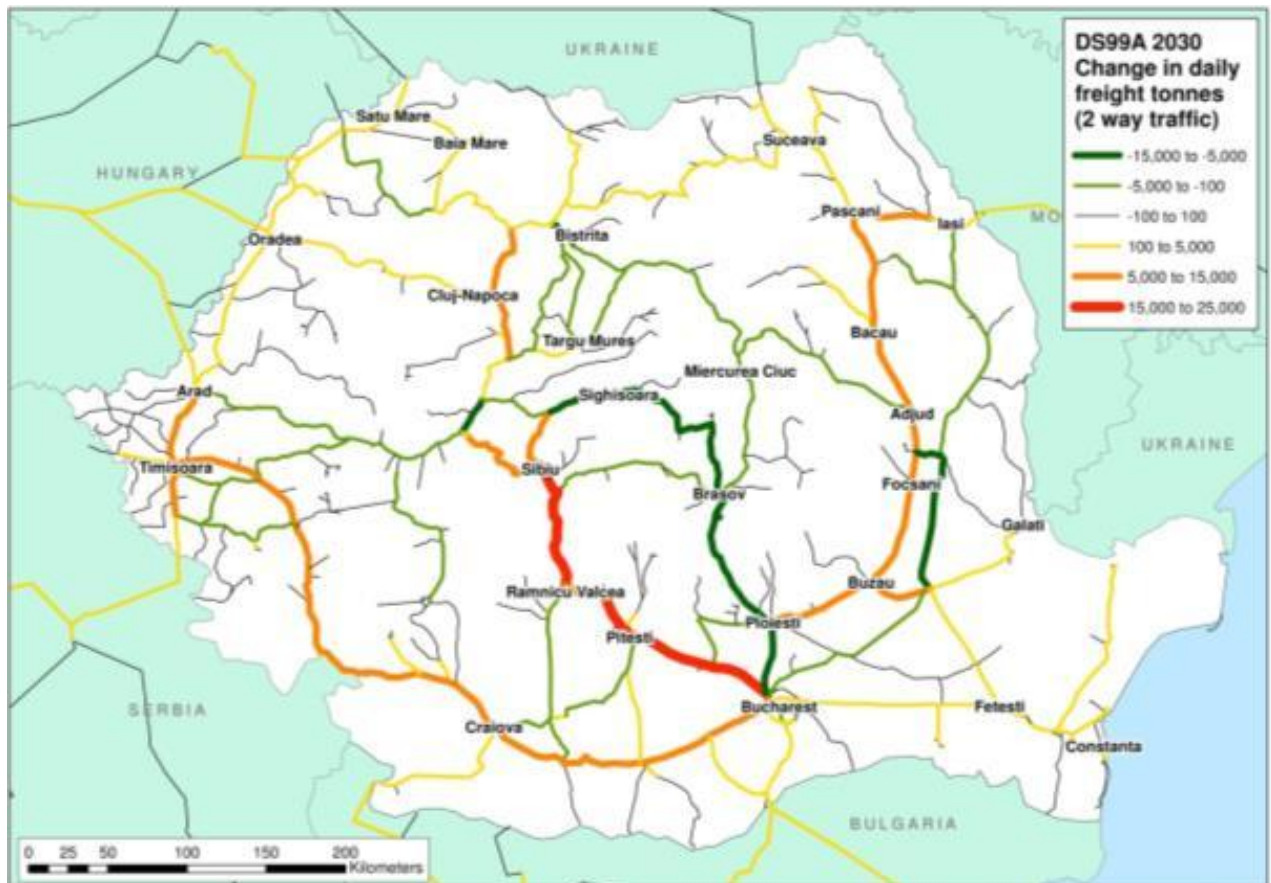 DS99A 2030
Change in daily
freight tonnes
(2 way traffic)
-15,000 to -5,000
-5,000 to -100
-100 to 100
100 to 5,000
5,000 to 15,000
15,000 to 25,000
UKRAINE
Satu Mare
Baia Mare
Suceava
HUNGARY
Pascani
Iasi
MO
Oradea
Bistrita
Cluj-Napoca
Bacau
Targu Mures
Miercurea Ciuc
Arad
Sighisoara
Adjud
UKRAINE
Timisoara
Sibiu
Focsani
Brasov
Galati
Buzau
Ramnicu Valcea
Ploiesti
Pitesti
SERBIA
Bucharest
Fetesti
Craiova
Constanta
BULGARIA
0 25 50 100 150 200
Kilometers